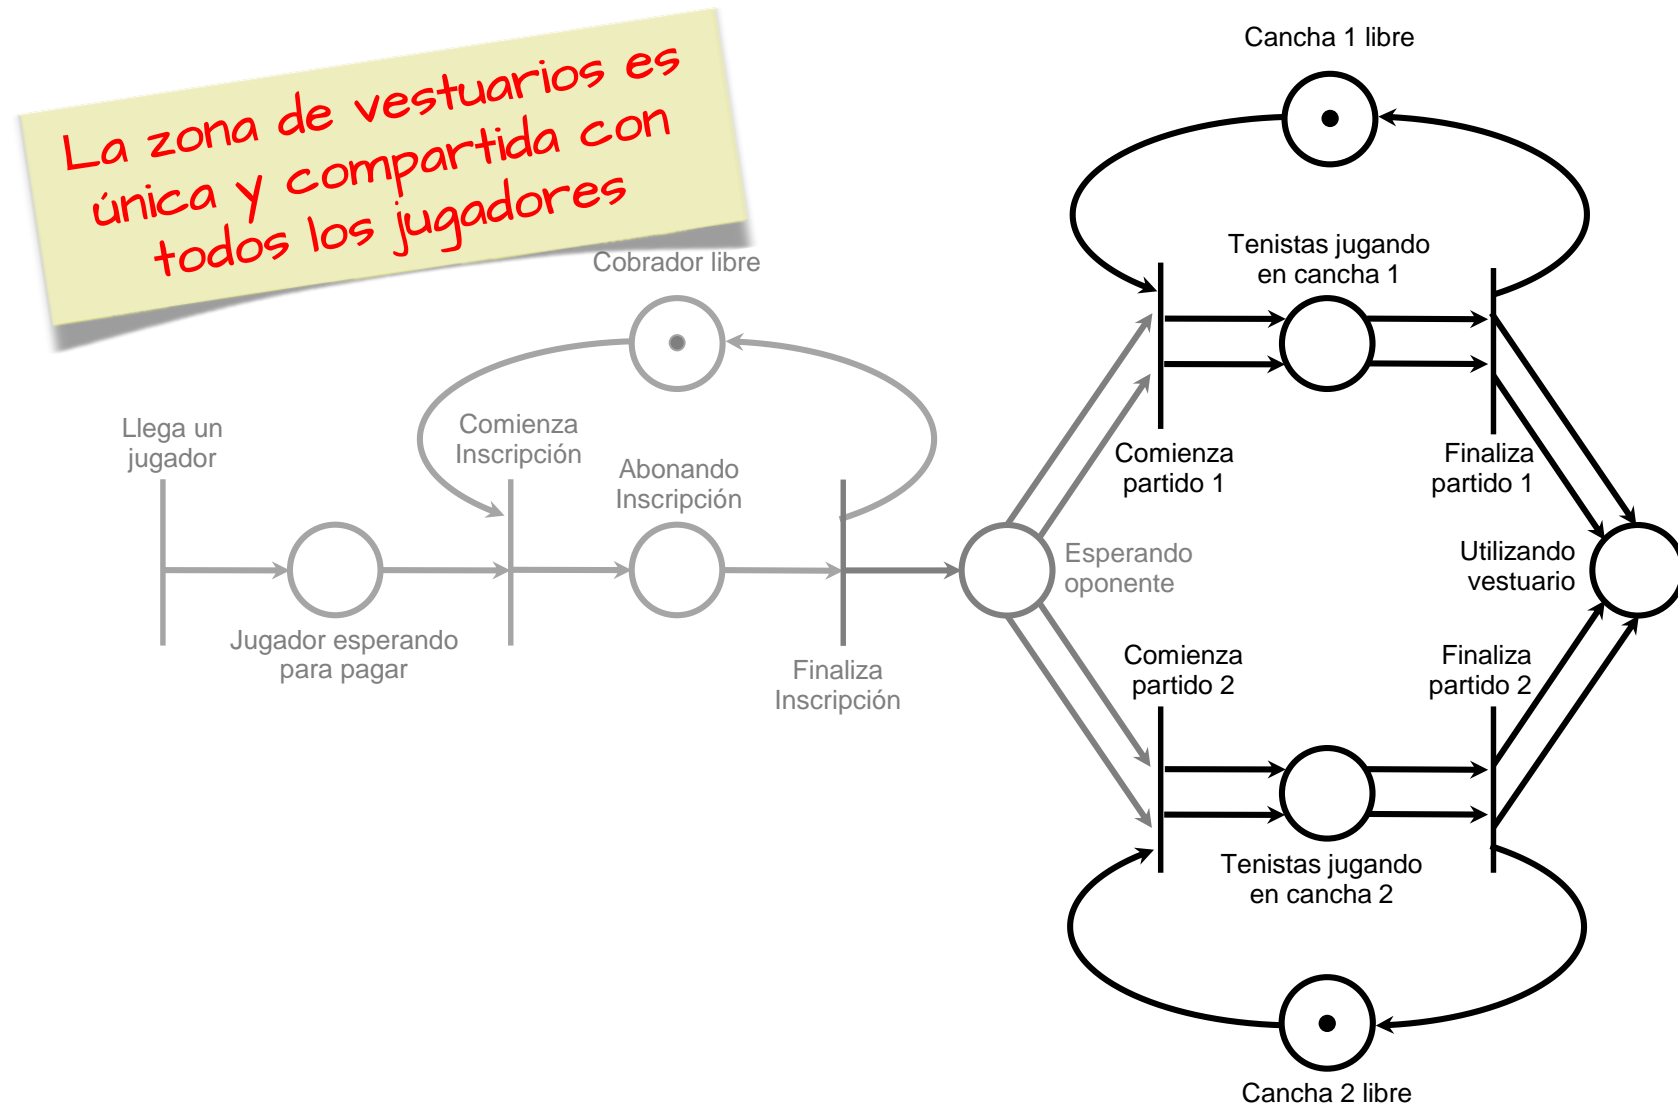 La zona de vestuarios es
única y compartida con
todos los jugadores
Cancha 1 libre
Tenistas jugando
en cancha 1
Cobrador libre
Llega un
jugador
Comienza
Inscripción
Abonando
Inscripción
Comienza
partido 1
Finaliza
partido 1
Esperando
oponente
Utilizando
vestuario
Jugador esperando
para pagar
Finaliza
Inscripción
Comienza
partido 2
Finaliza
partido 2
Tenistas jugando
en cancha 2
Cancha 2 libre